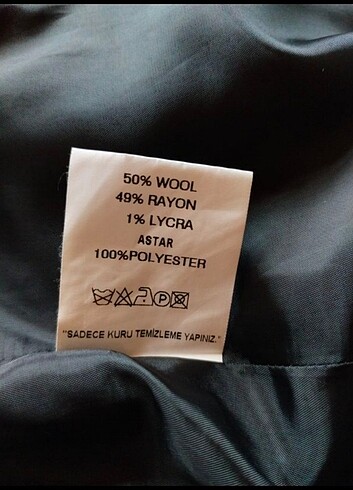 50% WOOL
49% RAYON
1% LYCRA
ASTAR
100%POLYESTER
P
"SADECE KURU TEMİZLEME YAPINIZ."